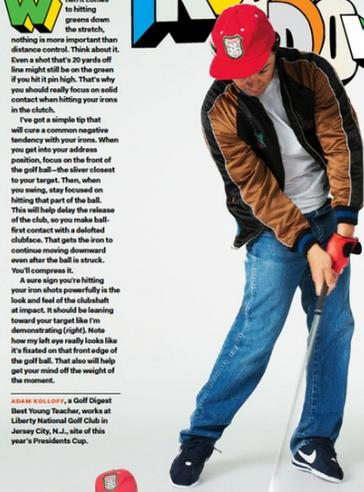 to hitting
greens down
the stretch,
nothing is more important than
distance control. Think about it.
Even a shot that's 20 yards off
line might still be on the green
if you hit it pin high. That's why
you should really focus on solid
contact when hitting your irons
in the clutch.
I've got a simple tip that
will cure a common negative
tendency with your irons. When
you get into your address
position, focus on the front of
the golf ball—the sliver closest
to your target. Then, when
you swing, stay focused on
hitting that part of the ball.
This will help delay the release
of the club, so you make ball-
first contact with a delofted
clubface. That gets the iron to
continue moving downward
even after the ball is struck.
You'll compress it.
A sure sign you're hitting
your iron shots powerfully is the
look and feel of the clubshaft
at impact. It should be leaning
toward your target like I'm
demonstrating (right). Note
how my left eye really looks like
it's fixated on that front edge of
the golf ball. That also will help
get your mind off the weight of
the moment.
ADAM KOLLOFF, a Golf Digest
Best Young Teacher, works at
Liberty National Golf Club in
Jersey City, N.J., site of this
year's Presidents Cup.